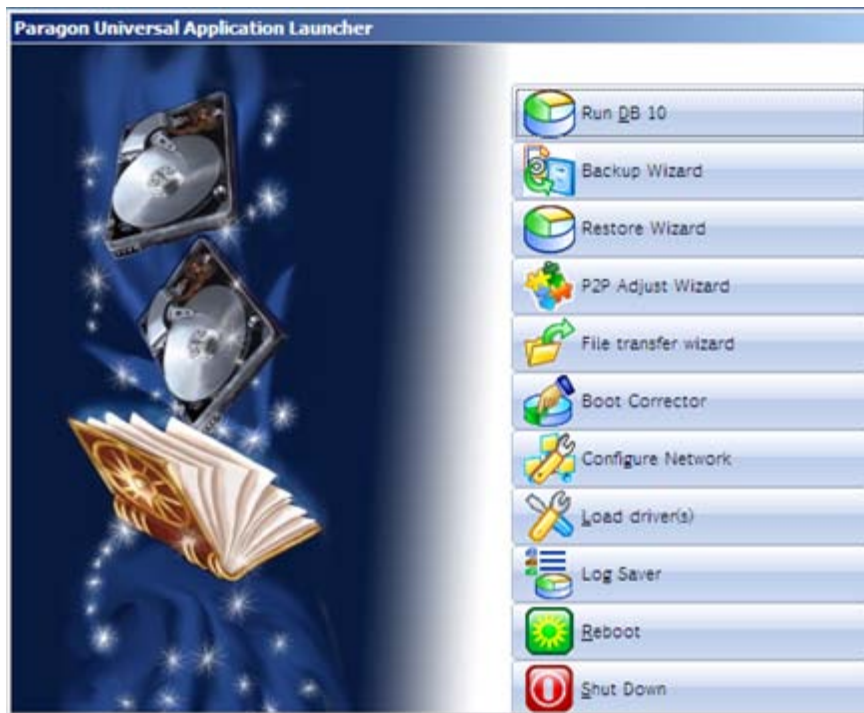 Paragon Universal Application Launcher
Run DB 10
Backup Wizard
Restore Wizard
P2P Adjust Wizard
File transfer wizard
Boot Corrector
Configure Network
Load driver(s)
Log Saver
Reboot
Shut Down